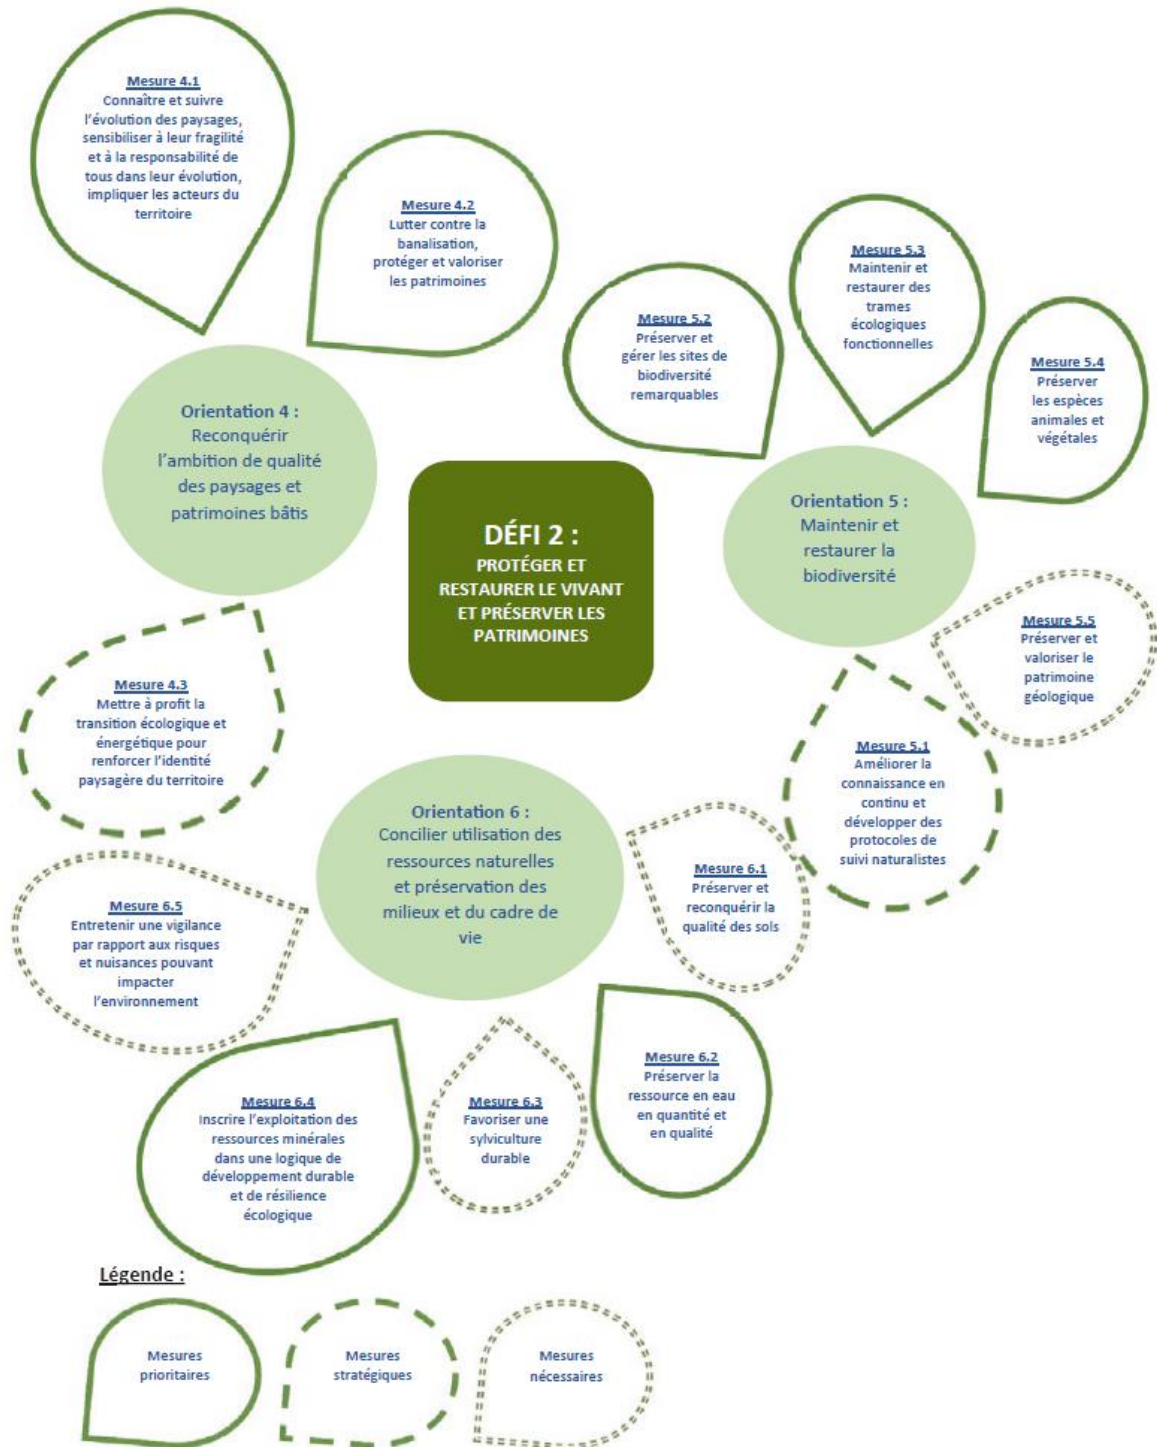 Mesure 4.1
Connaître et suivre
l'évolution des paysages,
sensibiliser à leur fragilité
et à la responsabilité de
tous dans leur évolution,
impliquer les acteurs du
territoire
Mesure 4.2
Lutter contre la
banalisation,
protéger et valoriser
les patrimoines
Mesure 5.2
Préserver et
gérer les sites de
biodiversité
remarquables
Mesure 5.3
Maintenir et
restaurer des
trames
écologiques
fonctionnelles
Mesure 5.4
Préserver
les espèces
animales et
végétales
Orientation 4 :
Reconquérir
l'ambition de qualité
des paysages et
patrimoines bâtis
DÉFI 2 :
PROTÉGER ET
RESTAURER LE VIVANT
ET PRÉSERVER LES
PATRIMOINES
Orientation 5 :
Maintenir et
restaurer la
biodiversité
Mesure 5.5
Préserver et
valoriser le
patrimoine
géologique
Mesure 4.3
Mettre à profit la
transition écologique et
énergétique pour
renforcer l'identité
paysagère du territoire
Mesure 5.1
Améliorer la
connaissance en
continu et
développer des
protocoles de
suivi naturalistes
Orientation 6 :
Concilier utilisation des
ressources naturelles
et préservation des
milieux et du cadre de
vie
Mesure 6.1
Préserver et
reconquérir la
qualité des sols
Mesure 6.5
Entretenir une vigilance
par rapport aux risques
et nuisances pouvant
impacter
l'environnement
Mesure 6.4
Inscrire l'exploitation des
ressources minérales
dans une logique de
développement durable
et de résilience
écologique
Mesure 6.3
Favoriser une
sylviculture
durable
Mesure 6.2
Préserver la
ressource en eau
en quantité et
en qualité
Légende :
Mesures
prioritaires
Mesures
stratégiques
Mesures
nécessaires